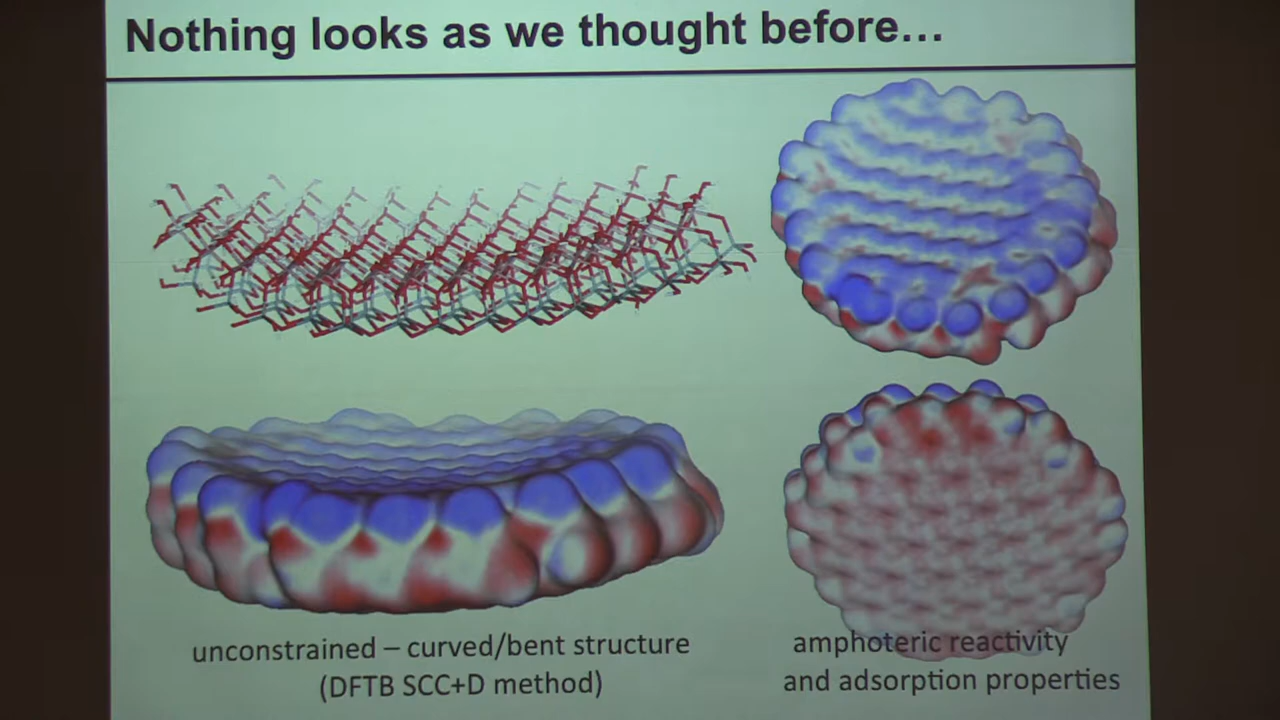 Nothing looks as we thought before…
unconstrained – curved/bent structure
(DFTB SCC+D method)
amphoteric reactivity
and adsorption properties